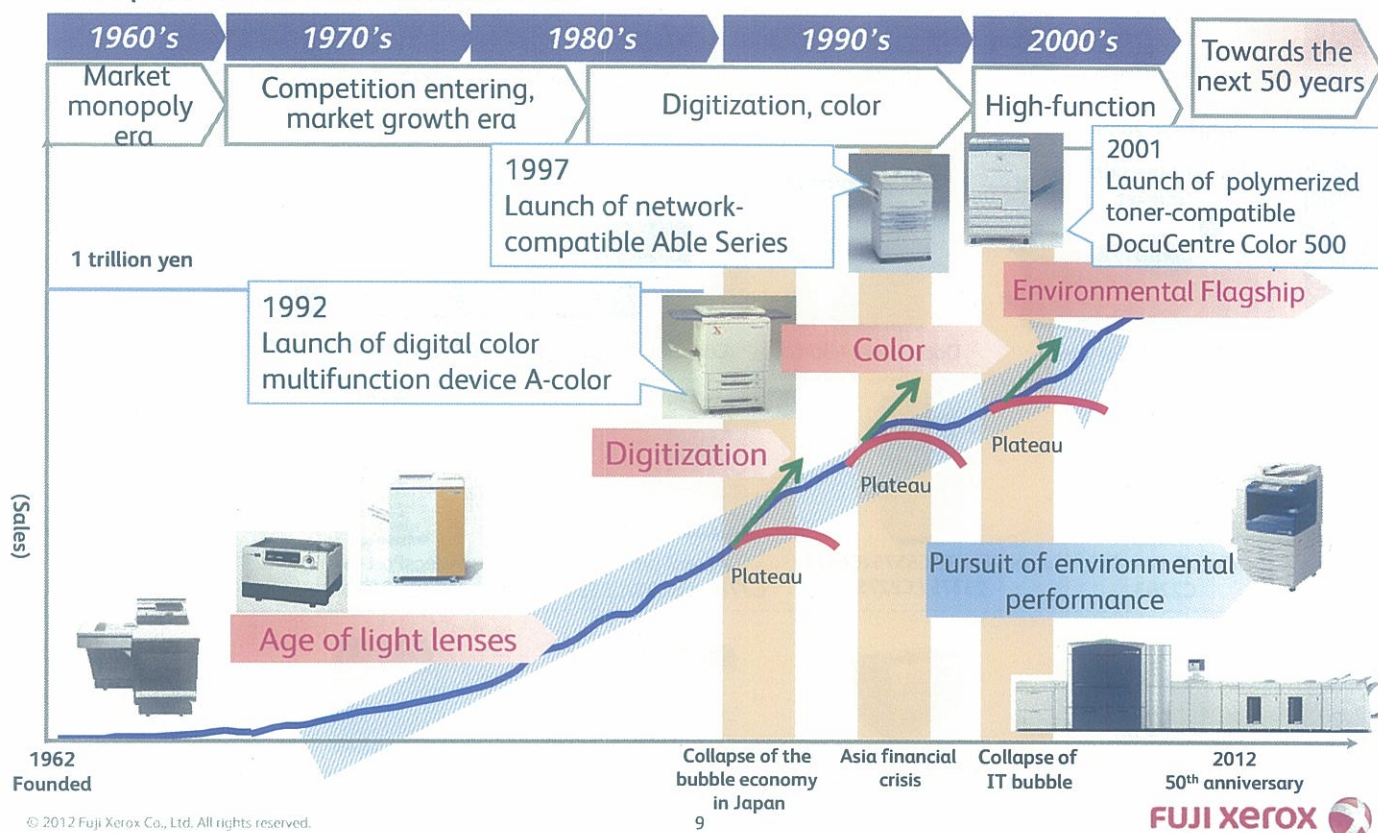 1960's
1970's
1980's
1990's
2000's
Towards the
next 50 years
Market
monopoly
era
Competition entering,
market growth era
Digitization, color
High-function
1997
Launch of network-
compatible Able Series
2001
Launch of polymerized
toner-compatible
DocuCentre Color 500
1 trillion yen
1992
Launch of digital color
multifunction device A-color
Environmental Flagship
Color
Digitization
Plateau
Plateau
Plateau
(Sales)
Age of light lenses
Pursuit of environmental
performance
1962
Founded
Collapse of the
bubble economy
in Japan
Asia financial
crisis
Collapse of
IT bubble
2012
50th anniversary
© 2012 Fuji Xerox Co., Ltd. All rights reserved.
9
FUJI XEROX